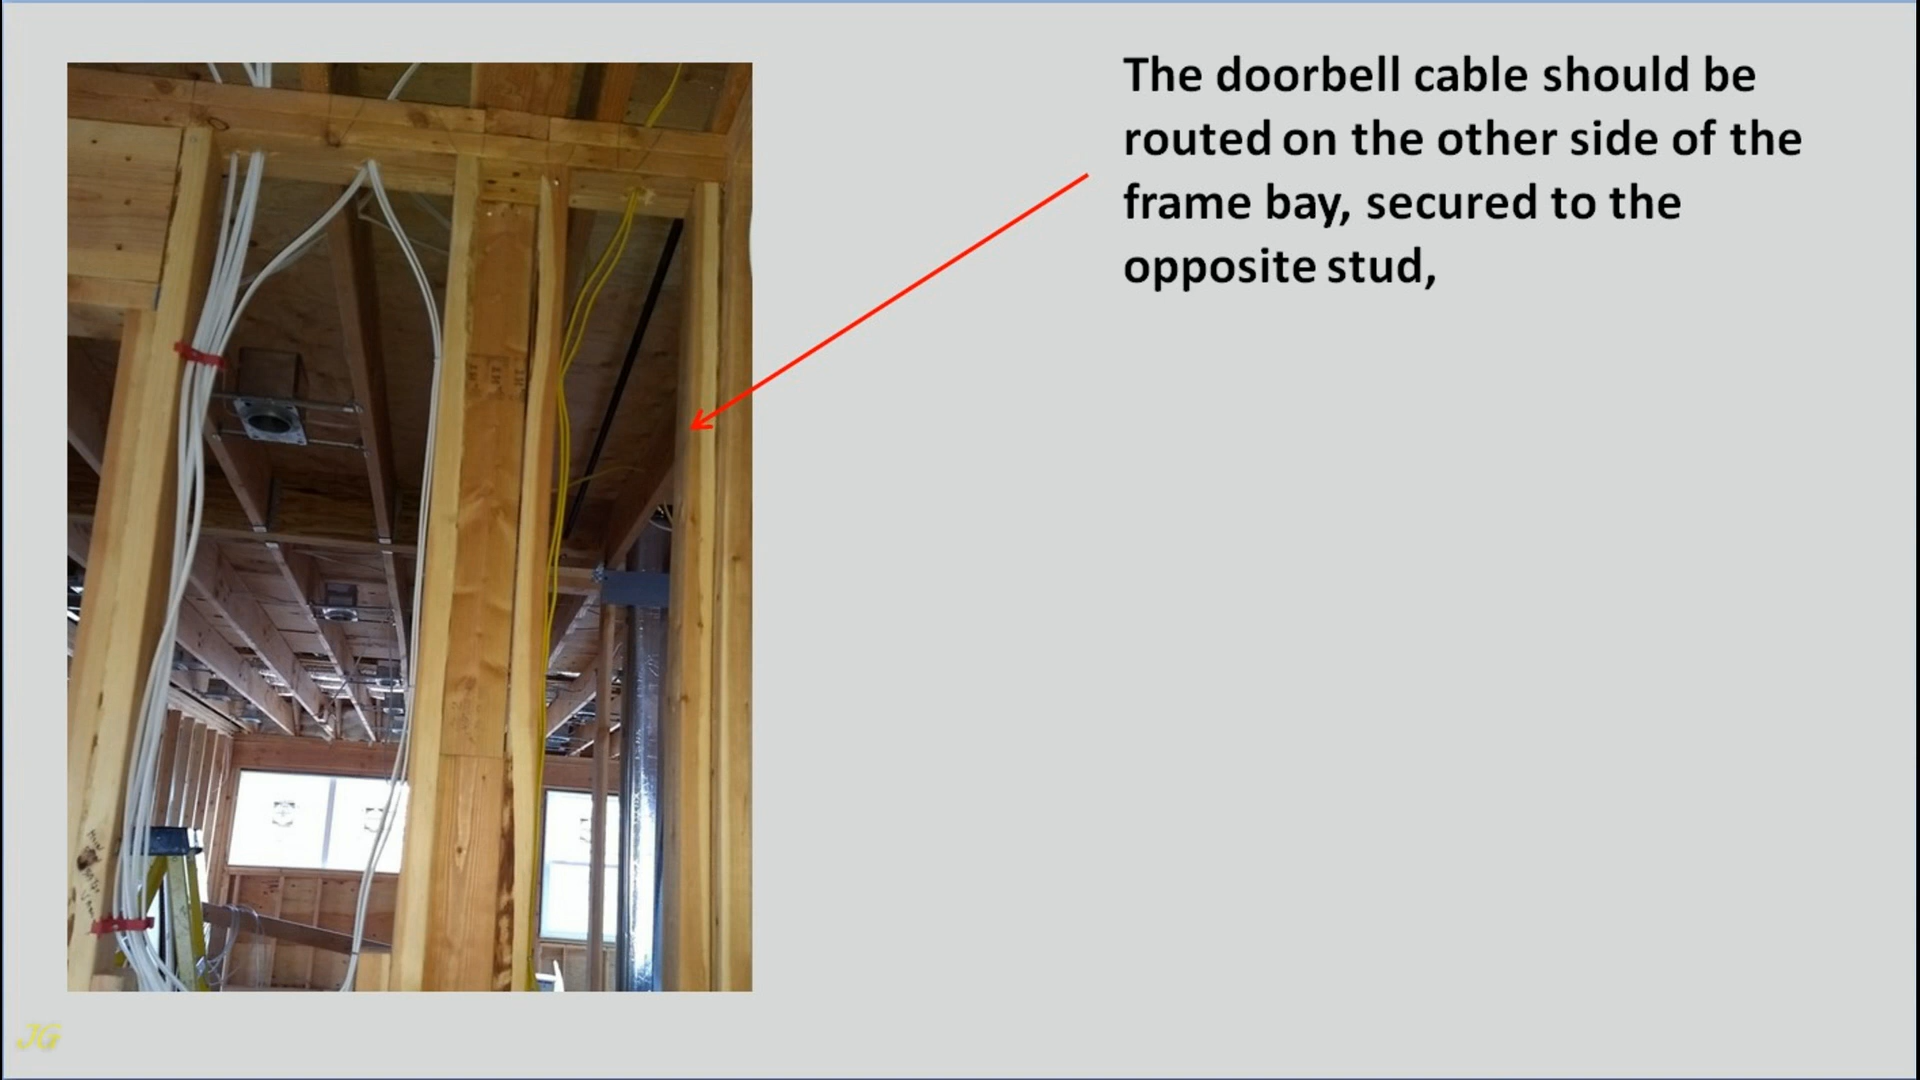 The doorbell cable should be
routed on the other side of the
frame bay, secured to the
opposite stud,
JG